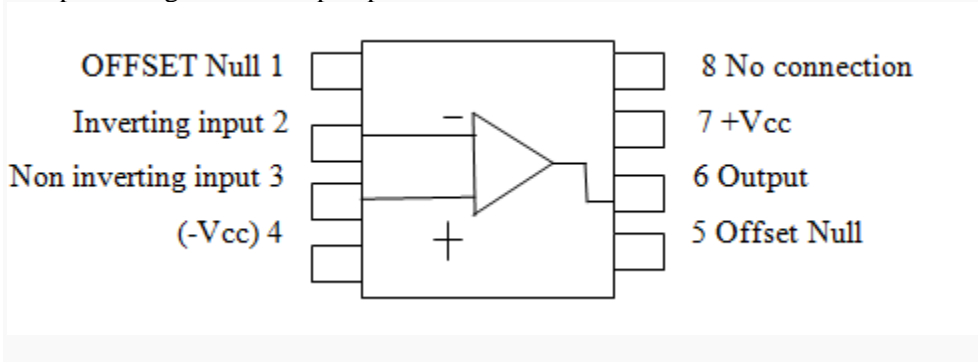 OFFSET Null 1
Inverting input 2
Non inverting input 3
(-Vcc) 4
8 No connection
7 +Vcc
6 Output
5 Offset Null
−
+